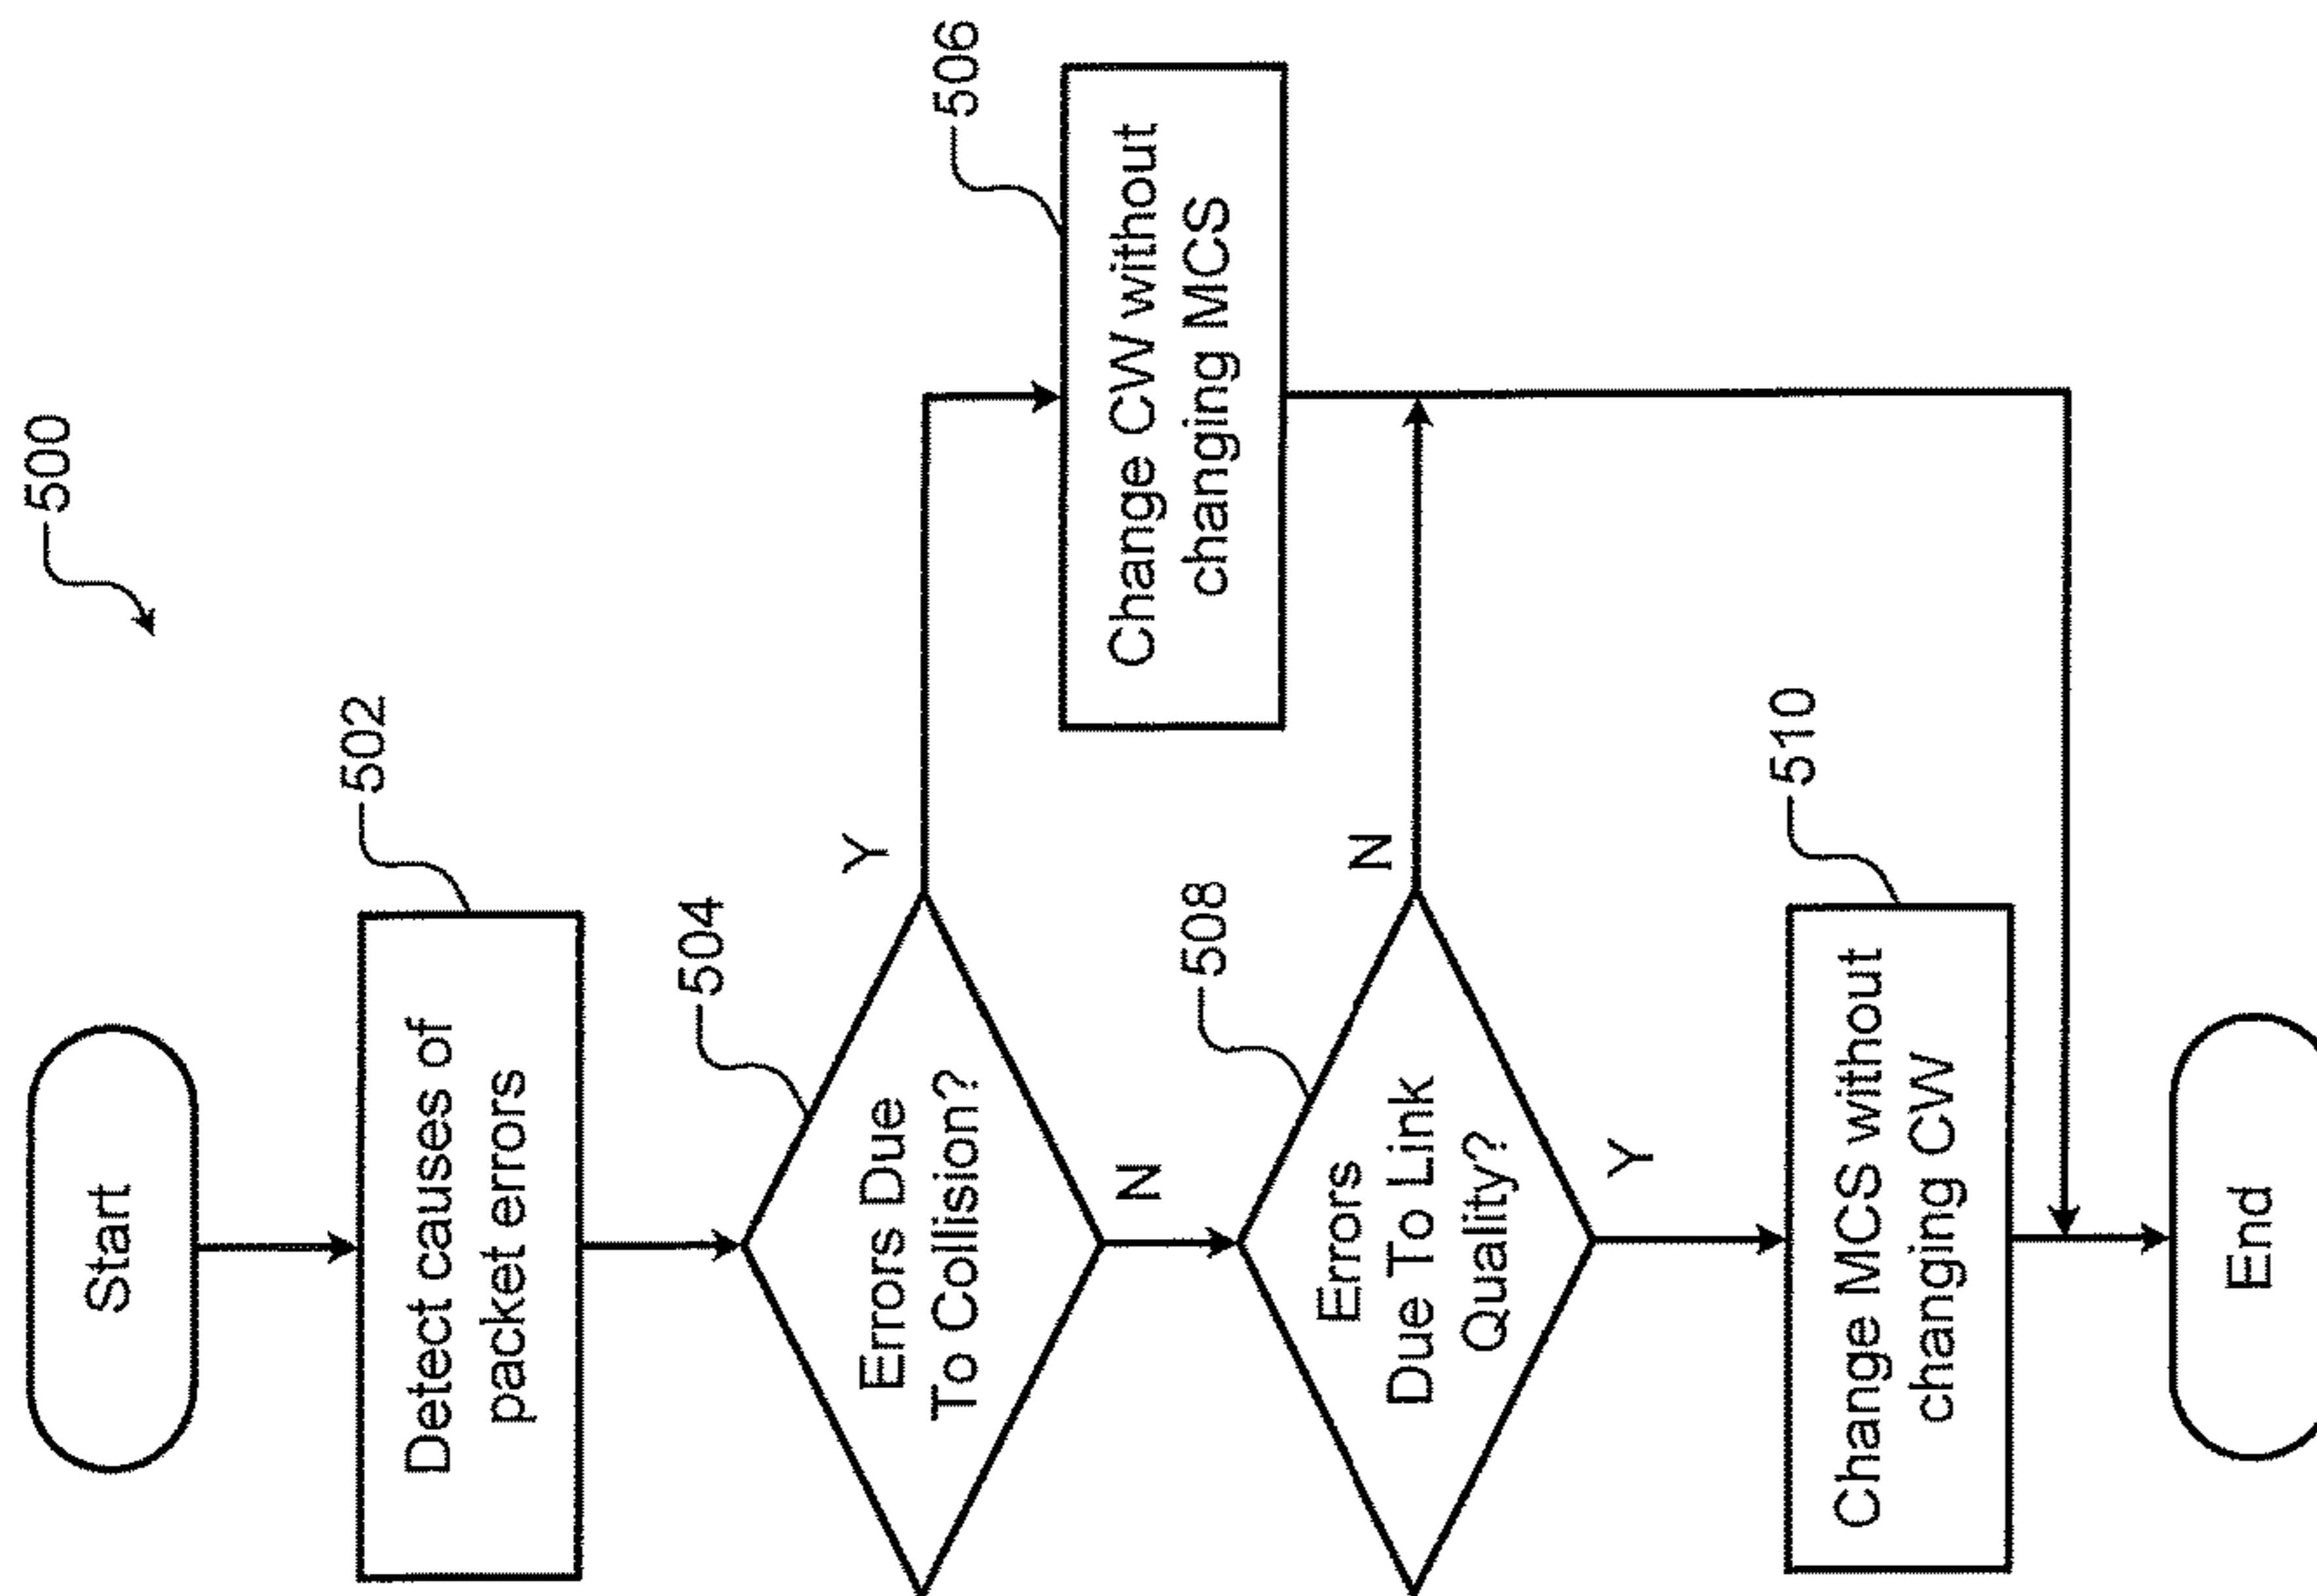 500
Start
502
Detect causes of
packet errors
504
Errors Due
To Collision?
Y
N
506
Change CW without
changing MCS
508
Errors
Due To Link
Quality?
N
Y
510
Change MCS without
changing CW
End